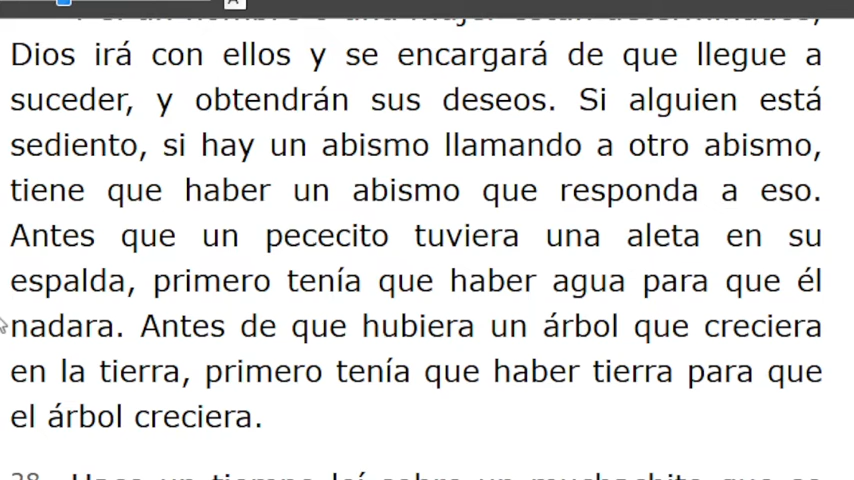 Dios irá con ellos y se encargará de que llegue a
suceder, y obtendrán sus deseos. Si alguien está
sediento, si hay un abismo llamando a otro abismo,
tiene que haber un abismo que responda a eso.
Antes que un pececito tuviera una aleta en su
espalda, primero tenía que haber agua para que él
nadara. Antes de que hubiera un árbol que creciera
en la tierra, primero tenía que haber tierra para que
el árbol creciera.